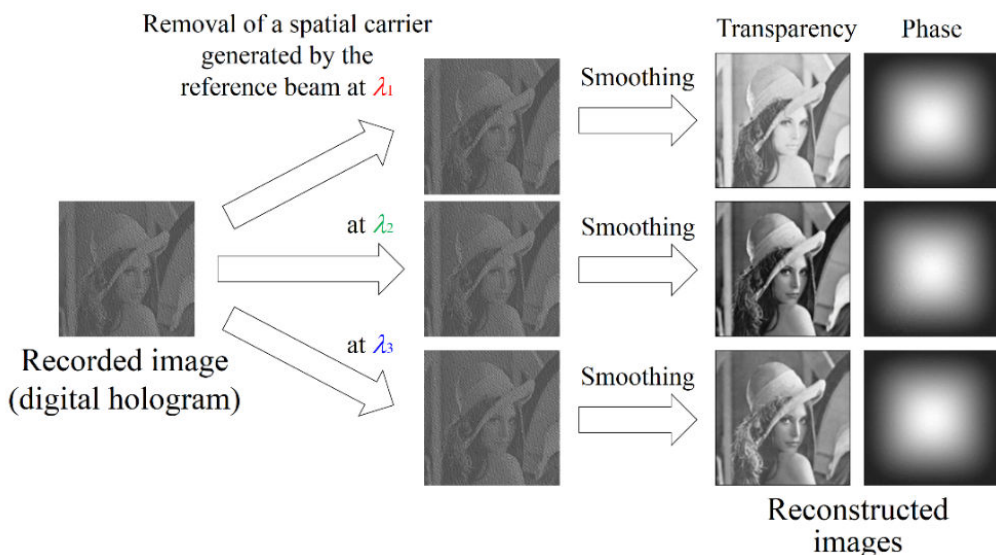 Removal of a spatial carrier
generated by the
reference beam at λ1
Transparency
Phase
Smoothing
at λ2
Smoothing
Recorded image
(digital hologram)
at λ3
Smoothing
Reconstructed
images